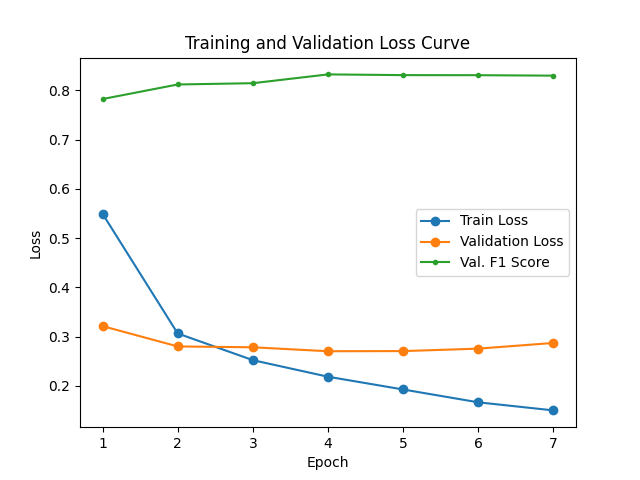 Training and Validation Loss Curve
0.8
0.7
0.6
0.5
0.4
0.3
0.2
Loss
Train Loss
Validation Loss
Val. F1 Score
1 2 3 4 5 6 7
Epoch